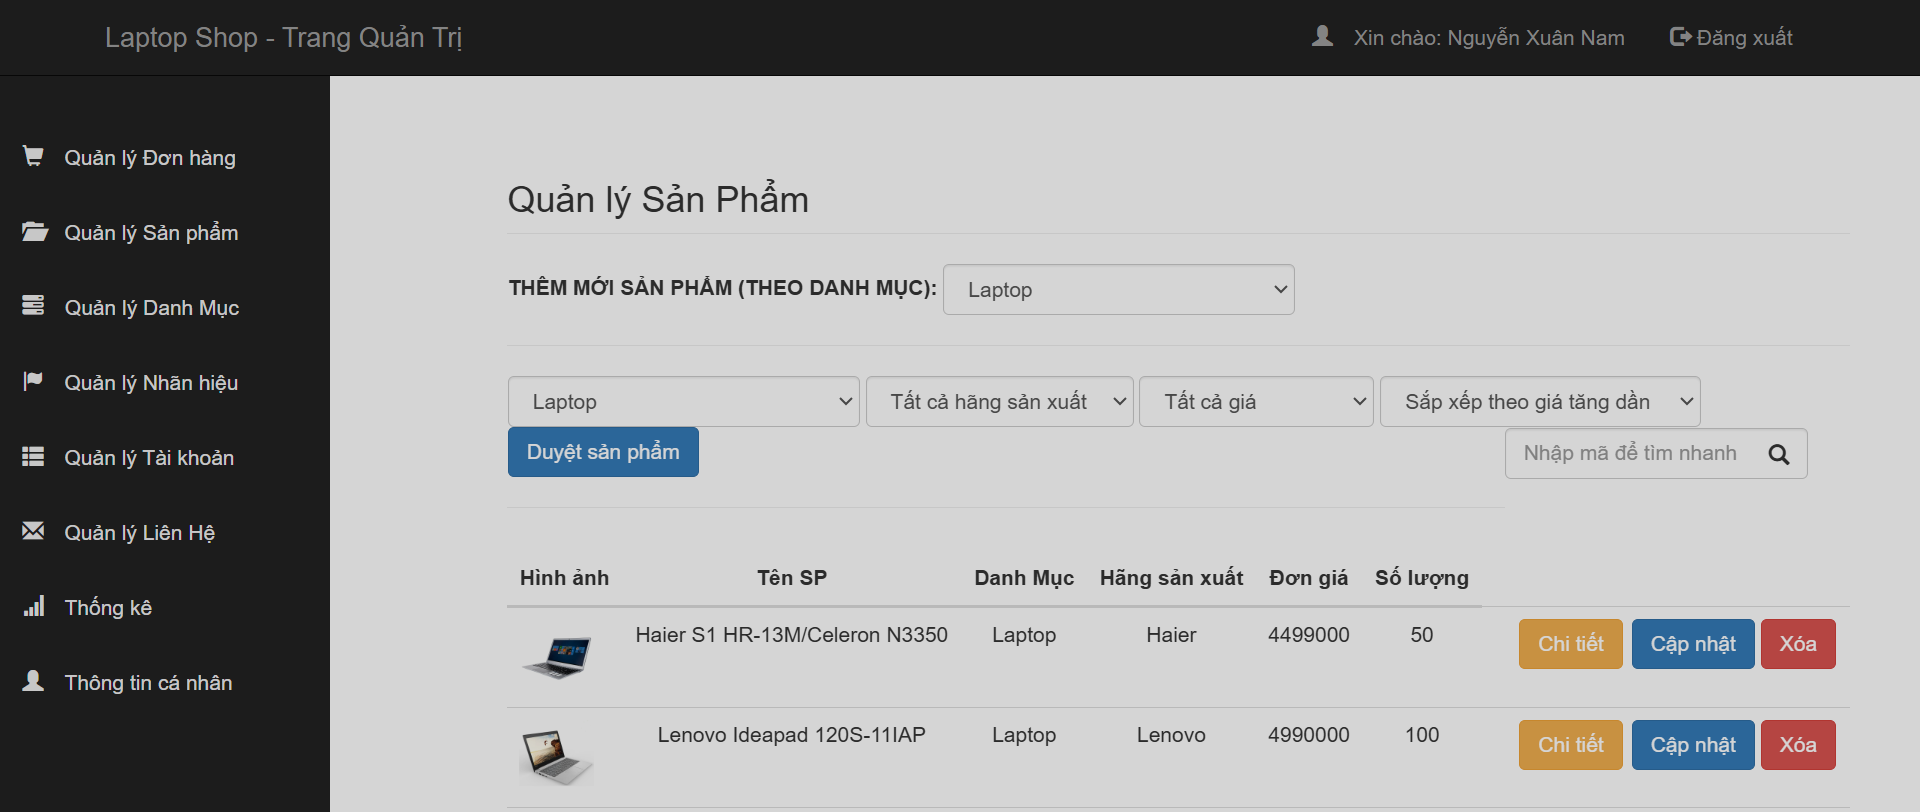 Laptop Shop - Trang Quản Trị
Xin chào: Nguyễn Xuân Nam
Đăng xuất
Quản lý Đơn hàng
Quản lý Sản phẩm
Quản lý Danh Mục
Quản lý Nhãn hiệu
Quản lý Tài khoản
Quản lý Liên Hệ
Thống kê
Thông tin cá nhân
Quản lý Sản Phẩm
THÊM MỚI SẢN PHẨM (THEO DANH MỤC): Laptop
Laptop Tất cả hãng sản xuất Tất cả giá Sắp xếp theo giá tăng dần
Duyệt sản phẩm Nhập mã để tìm nhanh
Hình ảnh Tên SP Danh Mục Hãng sản xuất Đơn giá Số lượng
Haier S1 HR-13M/Celeron N3350 Laptop Haier 4499000 50 Chi tiết Cập nhật Xóa
Lenovo Ideapad 120S-11IAP Laptop Lenovo 4990000 100 Chi tiết Cập nhật Xóa